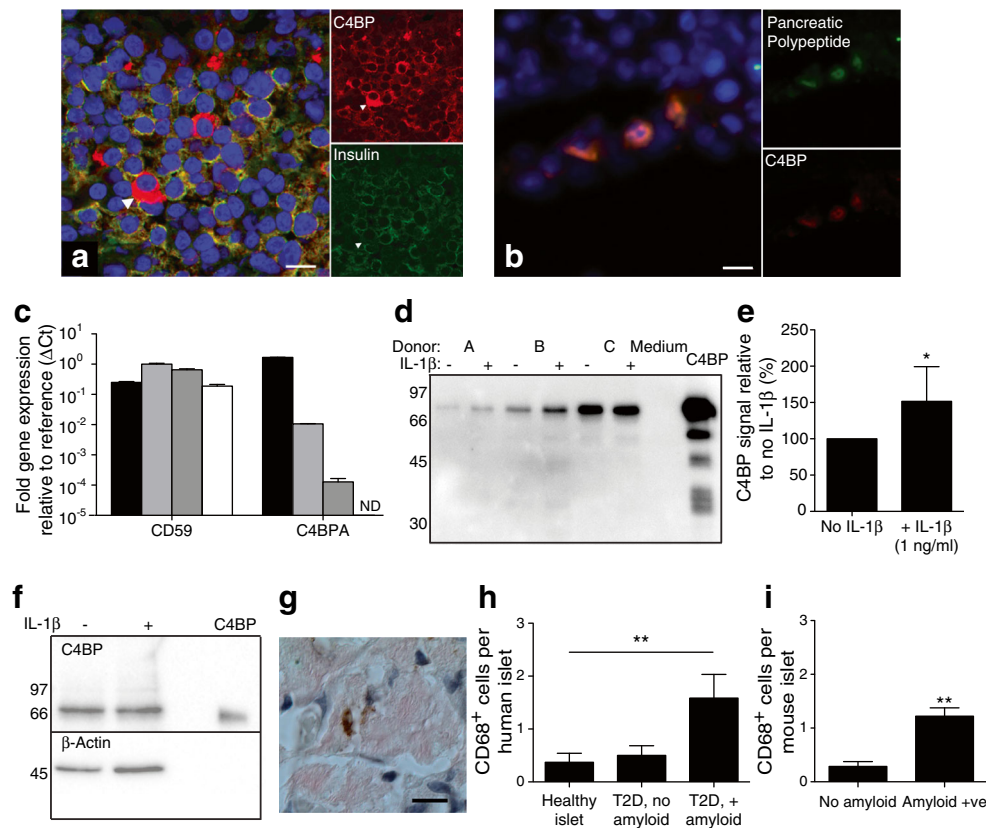 C4BP
Insulin
a
Pancreatic
Polypeptide
C4BP
b
c
Fold gene expression
relative to reference (ΔCt)
10¹
10⁰
10⁻¹
10⁻²
10⁻³
10⁻⁴
10⁻⁵
ND
CD59
C4BPA
d
Donor: A B C Medium
C4BP
IL-1β: - + - + - +
97
66
45
30
e
C4BP signal relative
to no IL-1β (%)
250
200
150
100
50
0
*
No IL-1β
+ IL-1β
(1 ng/ml)
f
IL-1β - + C4BP
C4BP
97
66
β-Actin
45
g
h
CD68⁺ cells per
human islet
3
2
1
0
**
Healthy
islet
T2D, no
amyloid
T2D, +
amyloid
i
CD68⁺ cells per
mouse islet
3
2
1
0
**
No amyloid
Amyloid +ve